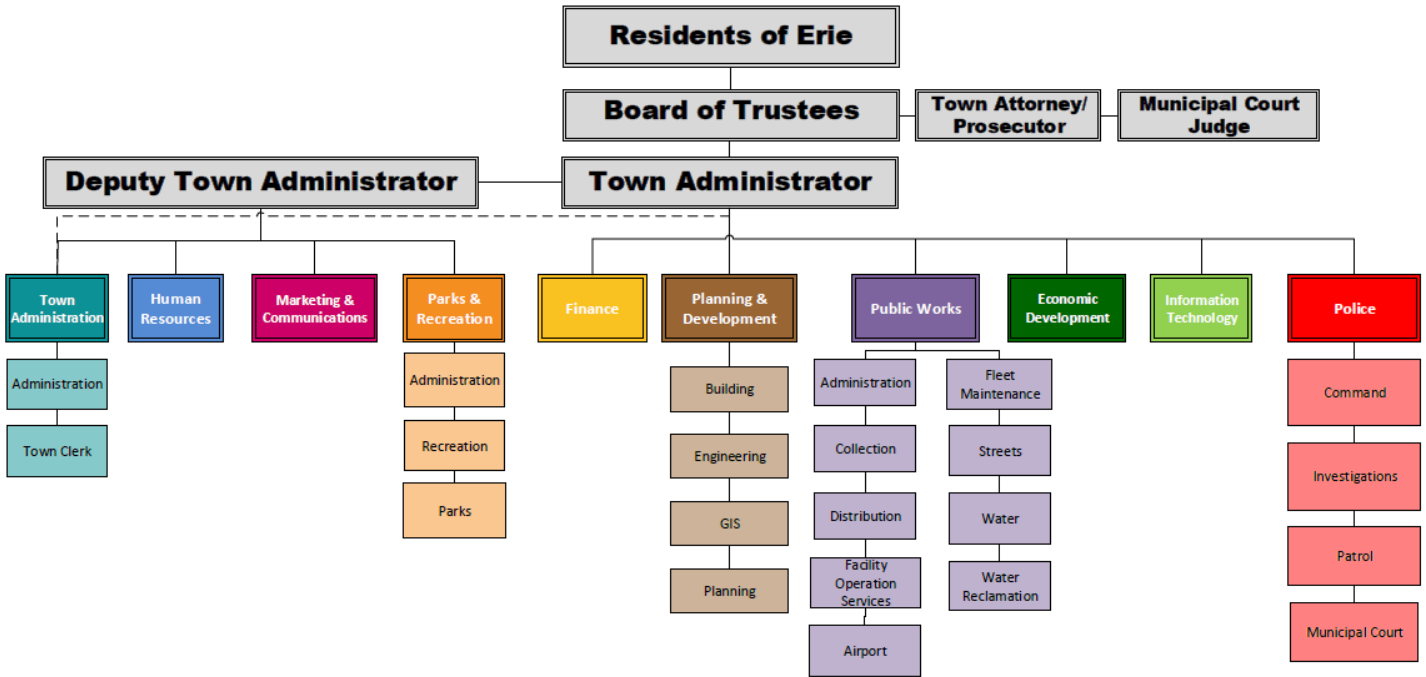 Residents of Erie
Board of Trustees
Town Attorney/
Prosecutor
Municipal Court
Judge
Deputy Town Administrator
Town Administrator
Town
Administration
Human
Resources
Marketing &
Communications
Parks &
Recreation
Finance
Planning &
Development
Public Works
Economic
Development
Information
Technology
Police
Administration
Town Clerk
Administration
Recreation
Parks
Building
Engineering
GIS
Planning
Administration
Collection
Distribution
Facility
Operation
Services
Airport
Fleet
Maintenance
Streets
Water
Water
Reclamation
Command
Investigations
Patrol
Municipal Court